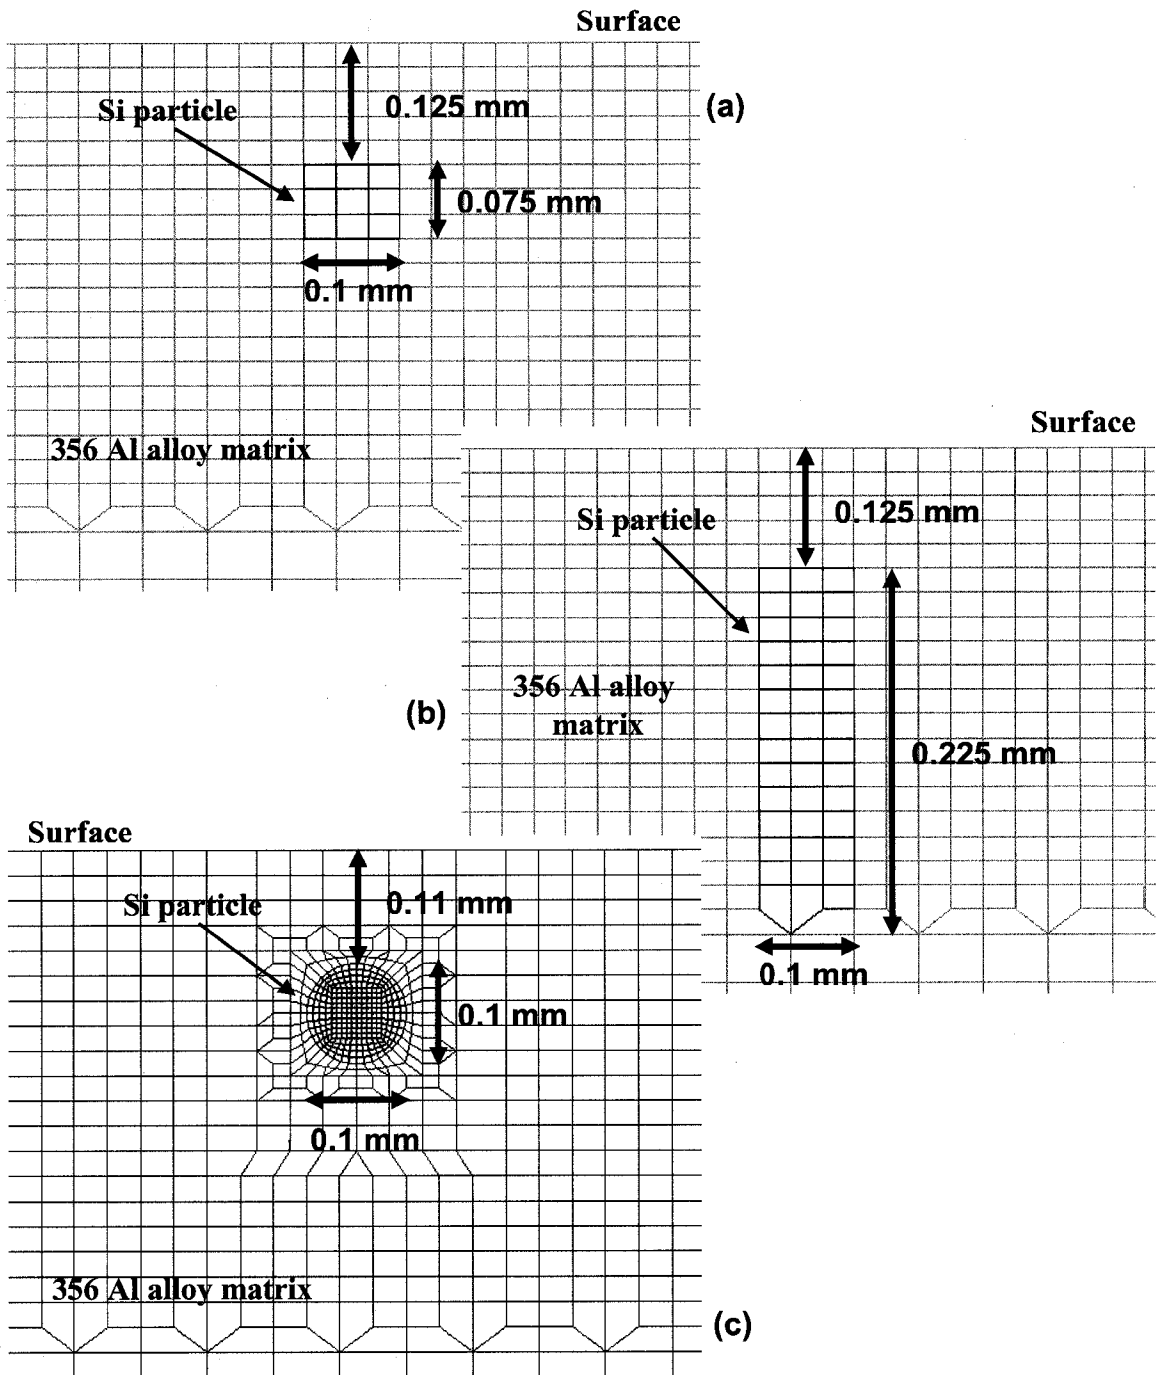 Surface
(a)
Si particle
0.125 mm
0.075 mm
0.1 mm
356 Al alloy matrix
Surface
Si particle
0.125 mm
356 Al alloy
matrix
(b)
0.225 mm
0.1 mm
Surface
Si particle
0.11 mm
0.1 mm
0.1 mm
356 Al alloy matrix
(c)